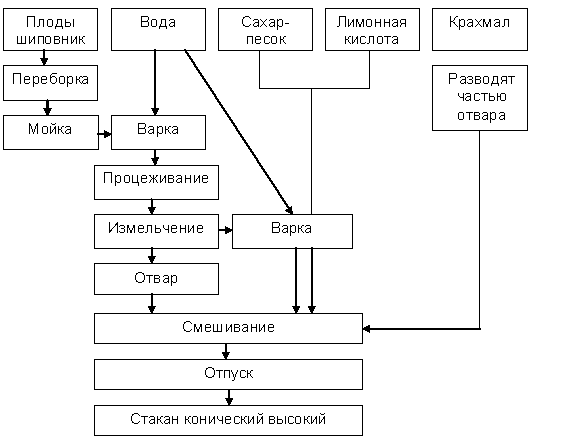 Плоды
шиповник
Вода
Сахар-
песок
Лимонная
кислота
Крахмал
Переборка
Разводят
частью
отвара
Мойка
Варка
Процеживание
Измельчение
Варка
Отвар
Смешивание
Отпуск
Стакан конический высокий